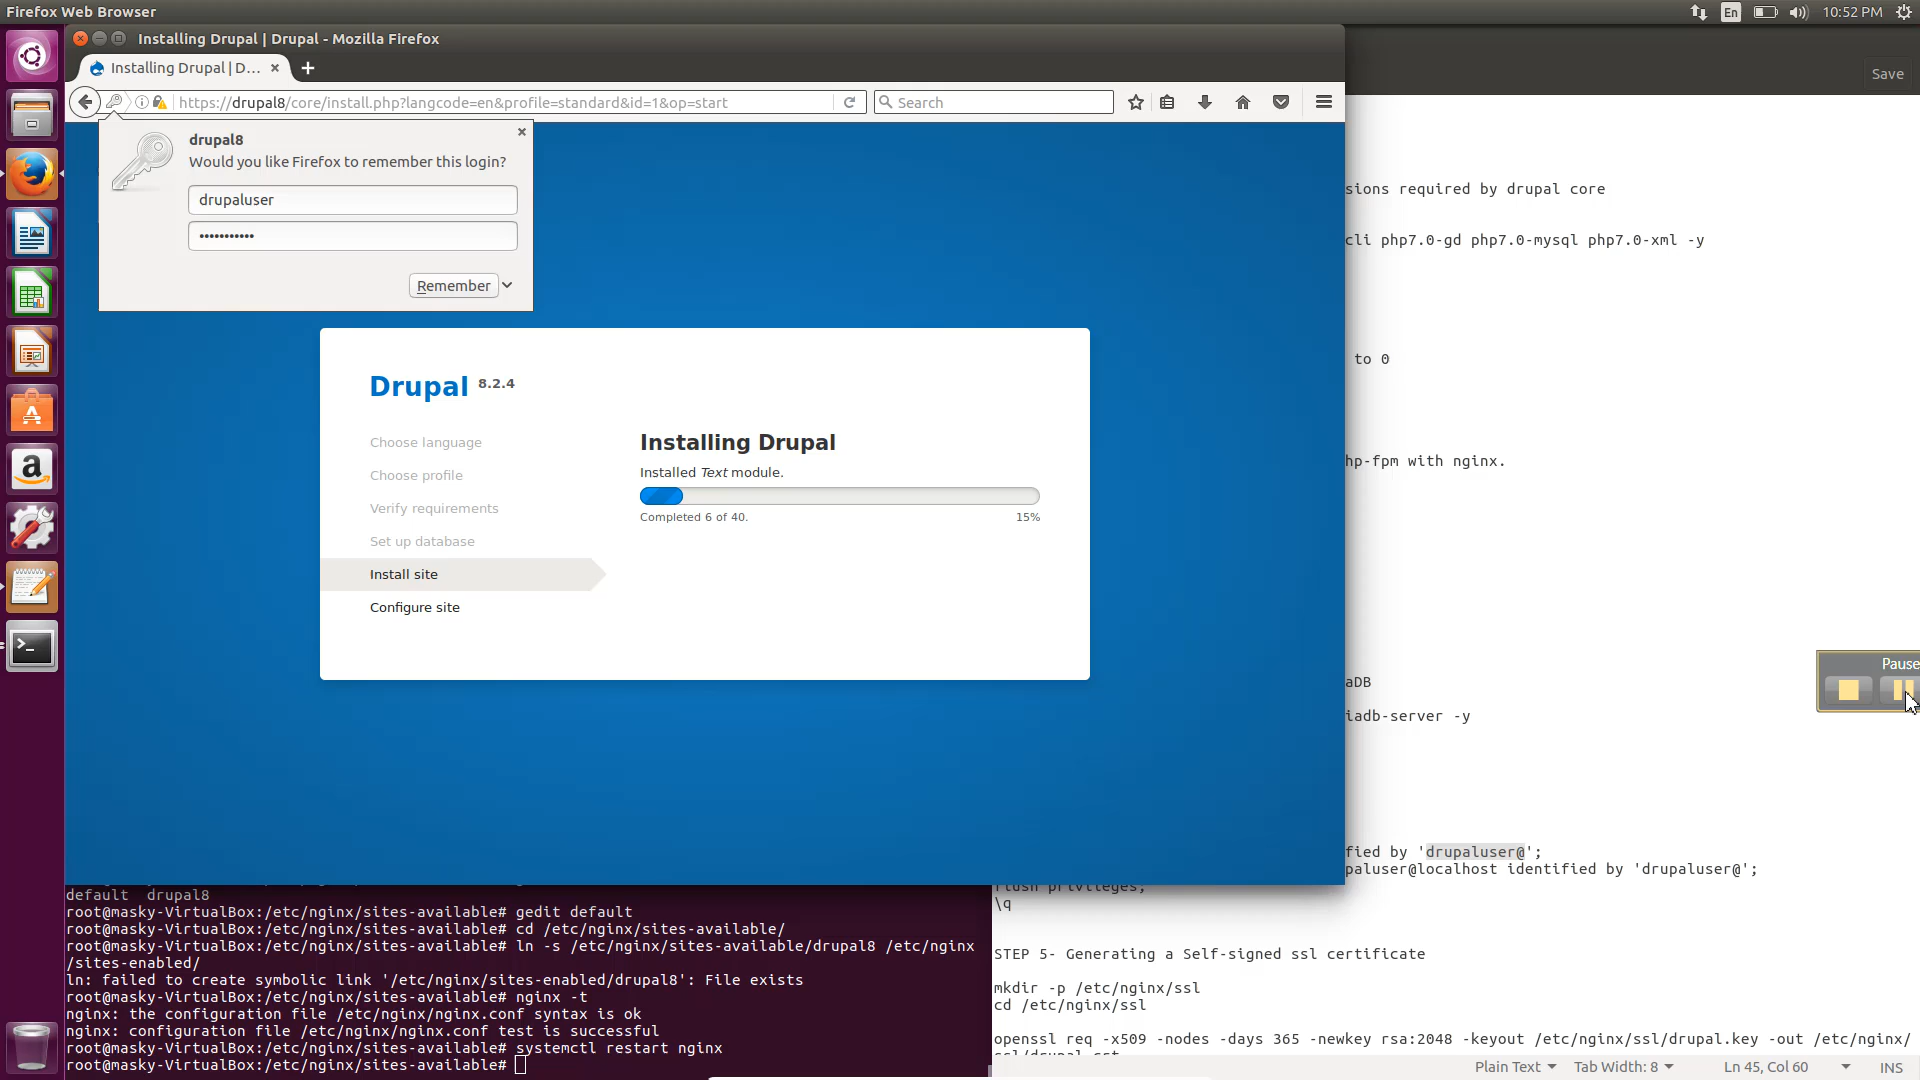 Firefox Web Browser
En
10:52 PM
Installing Drupal | Drupal - Mozilla Firefox
Installing Drupal | D...
https://drupal8/core/install.php?langcode=en&profile=standard&id=1&op=start
Search
Save
drupal8
Would you like Firefox to remember this login?
drupaluser
•••••••••••
Remember
Drupal 8.2.4
Choose language
Choose profile
Verify requirements
Set up database
Install site
Configure site
Installing Drupal
Installed Text module.
Completed 6 of 40.
15%
sions required by drupal core
cli php7.0-gd php7.0-mysql php7.0-xml -y
to 0
hp-fpm with nginx.
Pause
aDB
iadb-server -y
fied by 'drupaluser@';
paluser@localhost identified by 'drupaluser@';
flush privileges;
\q
STEP 5- Generating a Self-signed ssl certificate
mkdir -p /etc/nginx/ssl
cd /etc/nginx/ssl
openssl req -x509 -nodes -days 365 -newkey rsa:2048 -keyout /etc/nginx/ssl/drupal.key -out /etc/nginx/
ssl/drupal.crt
Plain Text
Tab Width: 8
Ln 45, Col 60
INS
default  drupal8
root@masky-VirtualBox:/etc/nginx/sites-available# gedit default
root@masky-VirtualBox:/etc/nginx/sites-available# cd /etc/nginx/sites-available/
root@masky-VirtualBox:/etc/nginx/sites-available# ln -s /etc/nginx/sites-available/drupal8 /etc/nginx
/sites-enabled/
ln: failed to create symbolic link '/etc/nginx/sites-enabled/drupal8': File exists
root@masky-VirtualBox:/etc/nginx/sites-available# nginx -t
nginx: the configuration file /etc/nginx/nginx.conf syntax is ok
nginx: configuration file /etc/nginx/nginx.conf test is successful
root@masky-VirtualBox:/etc/nginx/sites-available# systemctl restart nginx
root@masky-VirtualBox:/etc/nginx/sites-available#